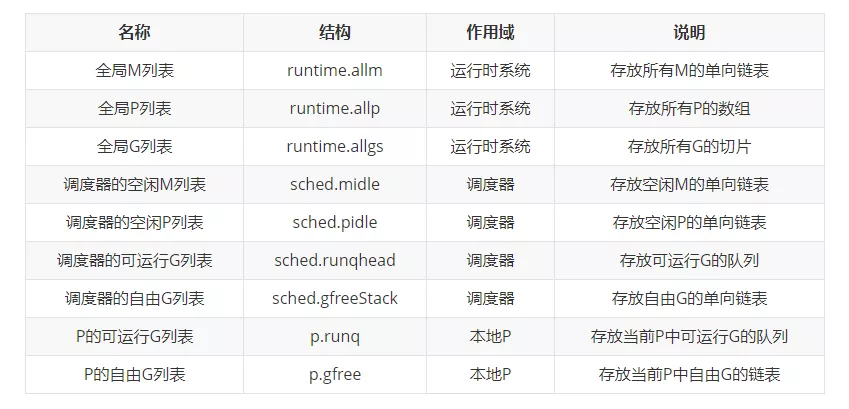 名称 结构 作用域 说明
全局M列表 runtime.allm 运行时系统 存放所有M的单向链表
全局P列表 runtime.allp 运行时系统 存放所有P的数组
全局G列表 runtime.allgs 运行时系统 存放所有G的切片
调度器的空闲M列表 sched.midle 调度器 存放空闲M的单向链表
调度器的空闲P列表 sched.pidle 调度器 存放空闲P的单向链表
调度器的可运行G列表 sched.runqhead 调度器 存放可运行G的队列
调度器的自由G列表 sched.gfreeStack 调度器 存放自由G的单向链表
P的可运行G列表 p.runq 本地P 存放当前P中可运行G的队列
P的自由G列表 p.gfree 本地P 存放当前P中自由G的链表